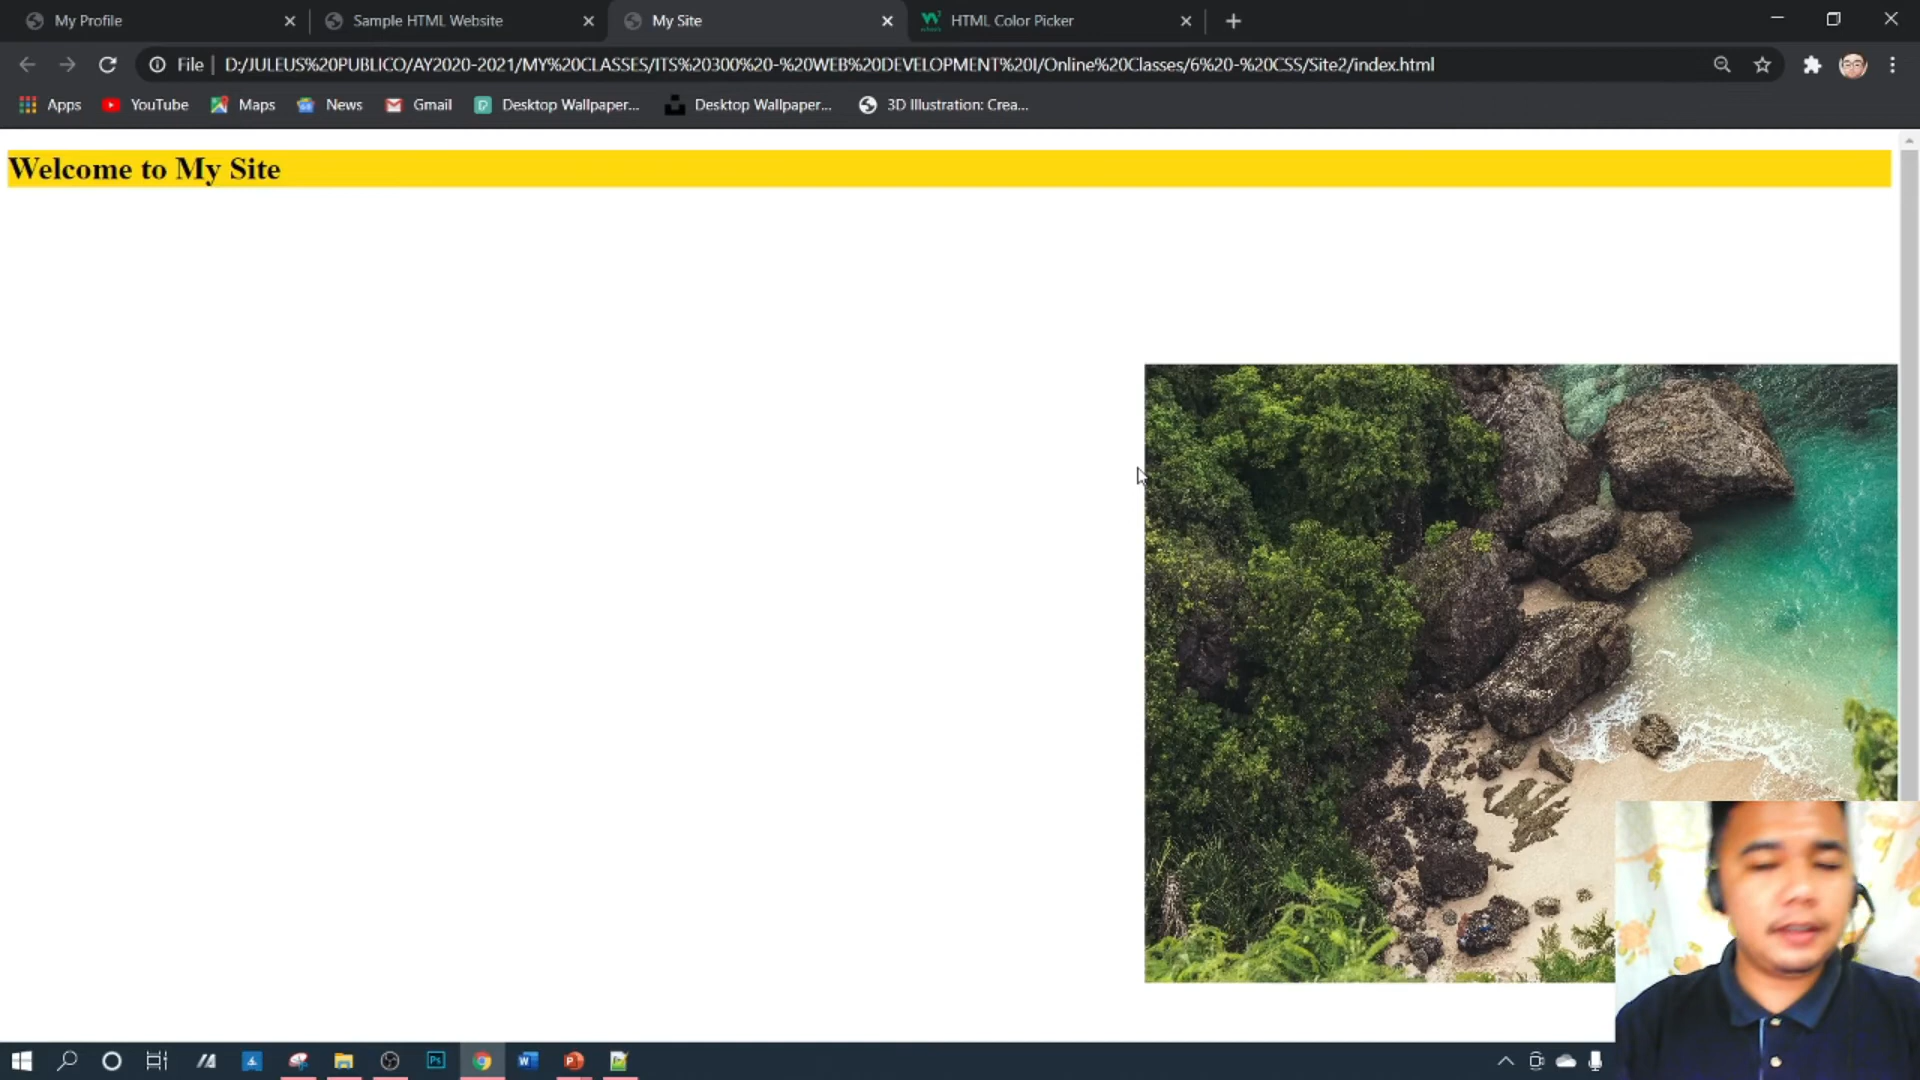 My Profile
Sample HTML Website
My Site
HTML Color Picker
File
D:/JULEUS%20PUBLICO/AY2020-2021/MY%20CLASSES/ITS%20300%20-%20WEB%20DEVELOPMENT%20I/Online%20Classes/6%20-%20CSS/Site2/index.html
Apps
YouTube
Maps
News
Gmail
Desktop Wallpaper...
Desktop Wallpaper...
3D Illustration: Crea...
Welcome to My Site